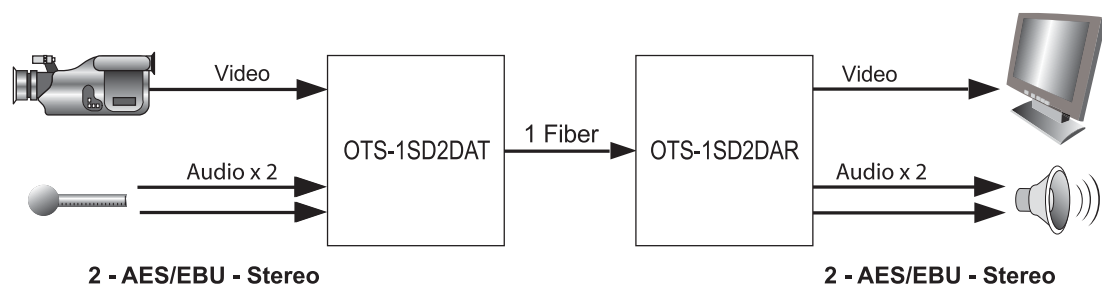 Video
Video
OTS-1SD2DAT
1 Fiber
OTS-1SD2DAR
Audio x 2
Audio x 2
2 - AES/EBU - Stereo
2 - AES/EBU - Stereo